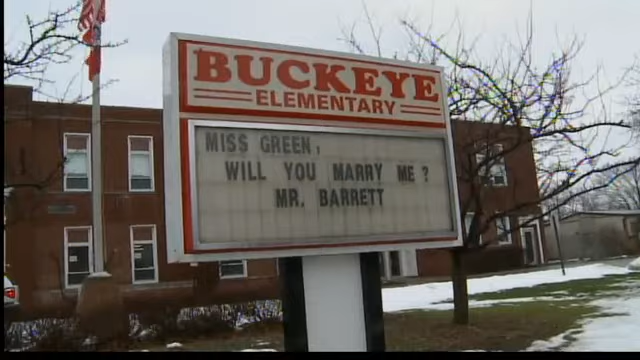 BUCKEYE
ELEMENTARY
MISS GREEN,
WILL YOU MARRY ME?
MR. BARRETT